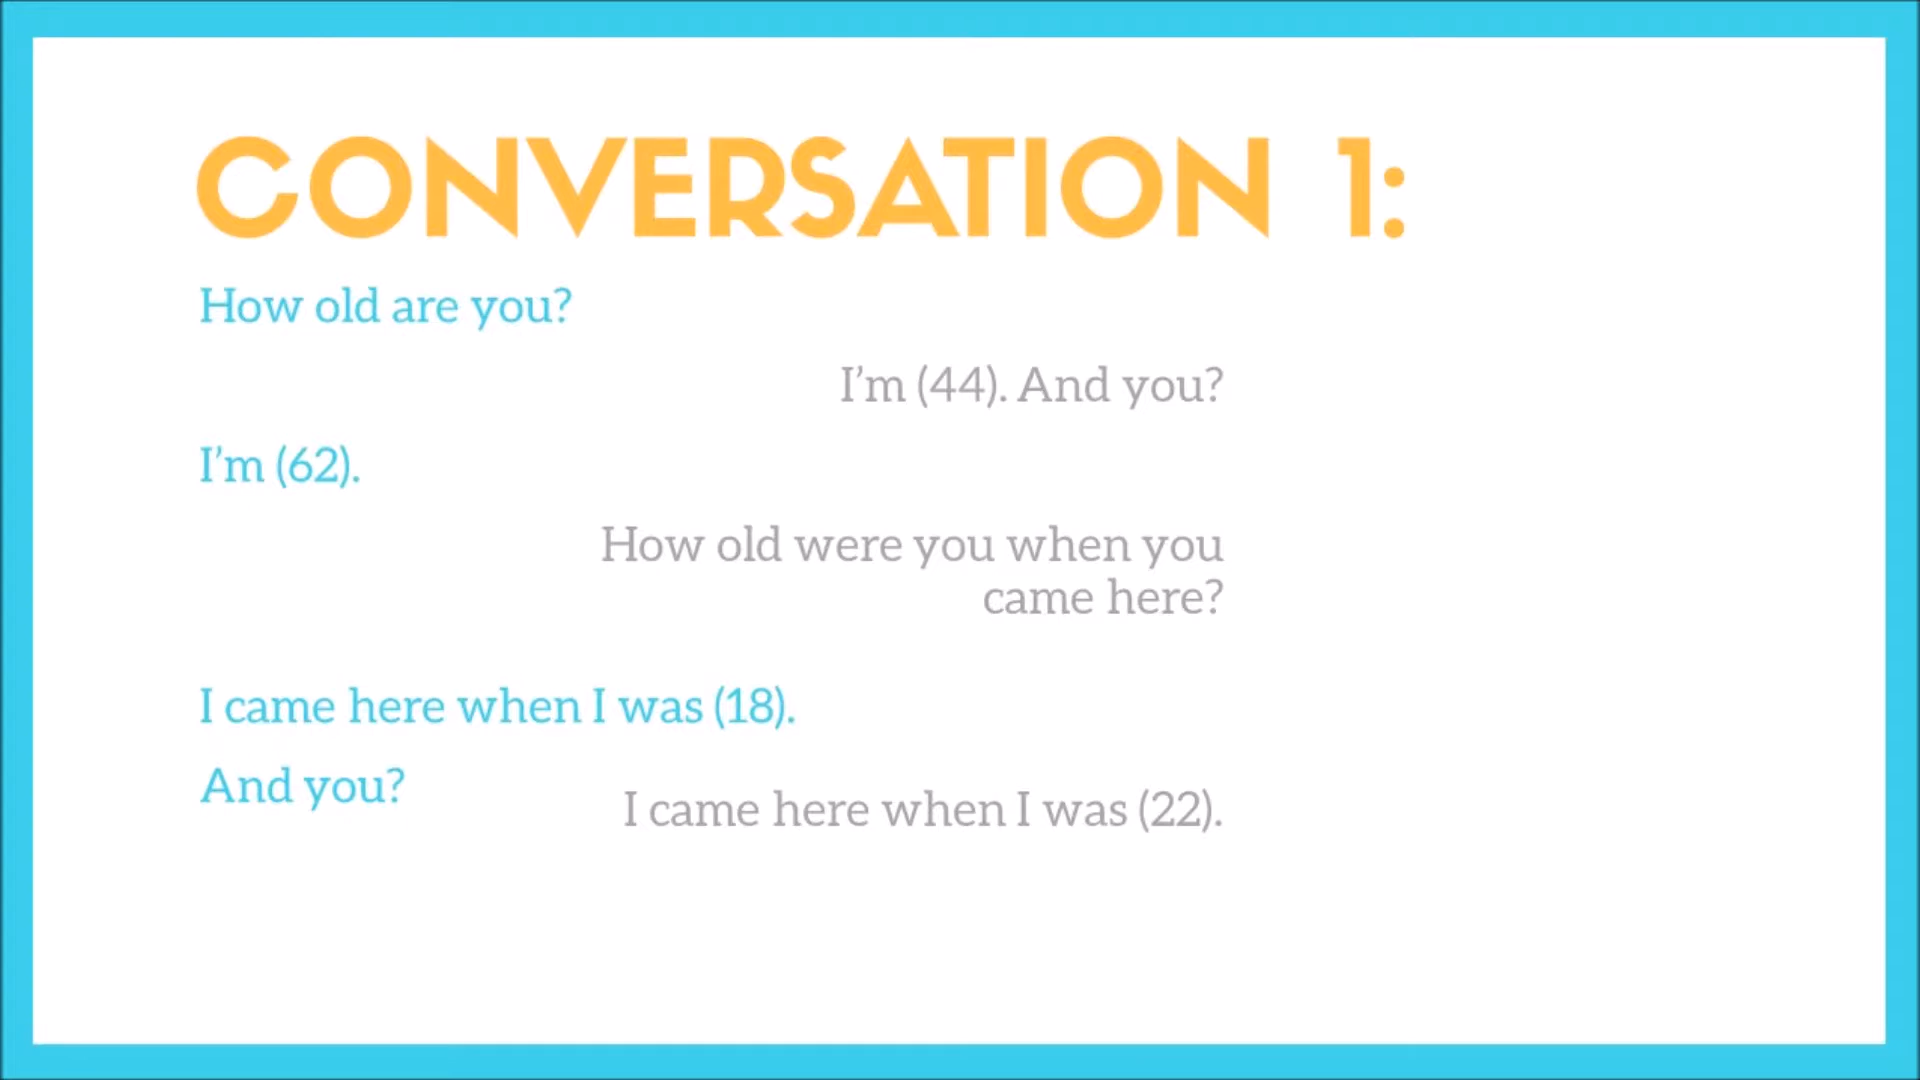 CONVERSATION 1:
How old are you?
I’m (44). And you?
I’m (62).
How old were you when you
came here?
I came here when I was (18).
And you?
I came here when I was (22).